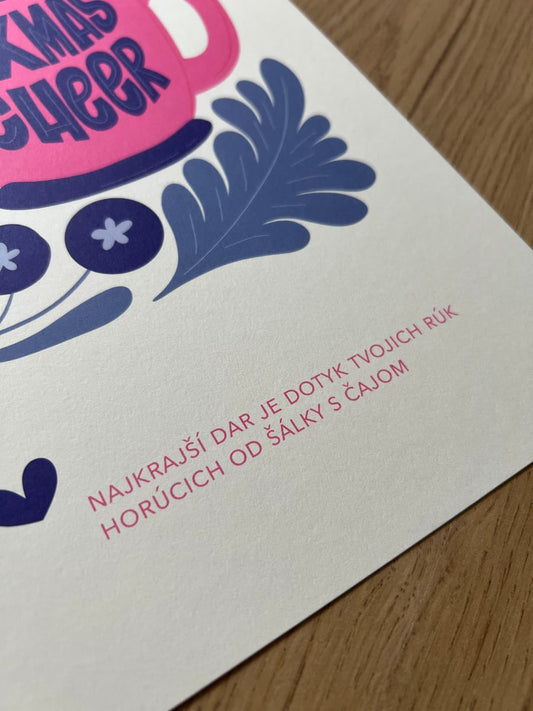 XMAS
CHEER
NAJKRAJŠÍ DAR JE DOTYK TVOJICH RÚK
HORÚCICH OD ŠÁLKY S ČAJOM